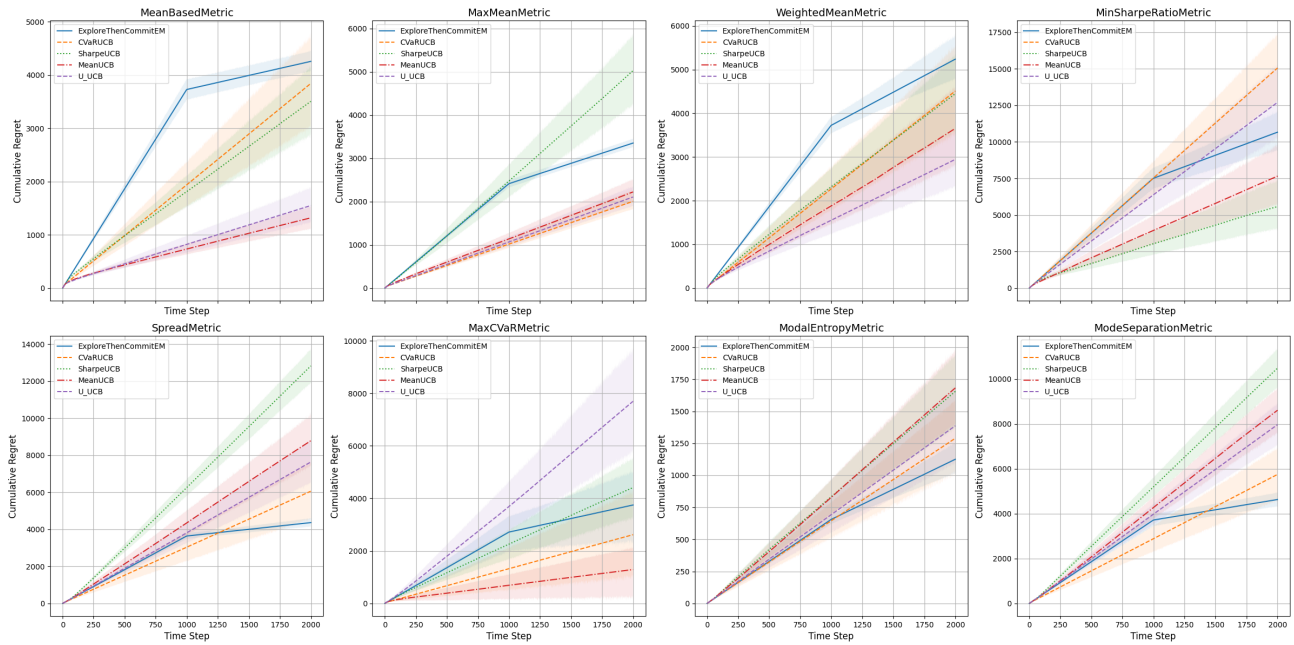 MeanBasedMetric
5000
4000
3000
2000
1000
0
Cumulative Regret
ExploreThenCommitEM
CVaRUCB
SharpeUCB
MeanUCB
U_UCB
0 250 500 750 1000 1250 1500 1750 2000
Time Step
MaxMeanMetric
6000
5000
4000
3000
2000
1000
0
Cumulative Regret
ExploreThenCommitEM
CVaRUCB
SharpeUCB
MeanUCB
U_UCB
Time Step
WeightedMeanMetric
6000
5000
4000
3000
2000
1000
0
Cumulative Regret
ExploreThenCommitEM
CVaRUCB
SharpeUCB
MeanUCB
U_UCB
Time Step
MinSharpeRatioMetric
17500
15000
12500
10000
7500
5000
2500
0
Cumulative Regret
ExploreThenCommitEM
CVaRUCB
SharpeUCB
MeanUCB
U_UCB
Time Step
SpreadMetric
14000
12000
10000
8000
6000
4000
2000
0
Cumulative Regret
ExploreThenCommitEM
CVaRUCB
SharpeUCB
MeanUCB
U_UCB
0 250 500 750 1000 1250 1500 1750 2000
Time Step
MaxCVaRMetric
10000
8000
6000
4000
2000
0
Cumulative Regret
ExploreThenCommitEM
CVaRUCB
SharpeUCB
MeanUCB
U_UCB
0 250 500 750 1000 1250 1500 1750 2000
Time Step
ModalEntropyMetric
2000
1750
1500
1250
1000
750
500
250
0
Cumulative Regret
ExploreThenCommitEM
CVaRUCB
SharpeUCB
MeanUCB
U_UCB
0 250 500 750 1000 1250 1500 1750 2000
Time Step
ModeSeparationMetric
10000
8000
6000
4000
2000
0
Cumulative Regret
ExploreThenCommitEM
CVaRUCB
SharpeUCB
MeanUCB
U_UCB
0 250 500 750 1000 1250 1500 1750 2000
Time Step